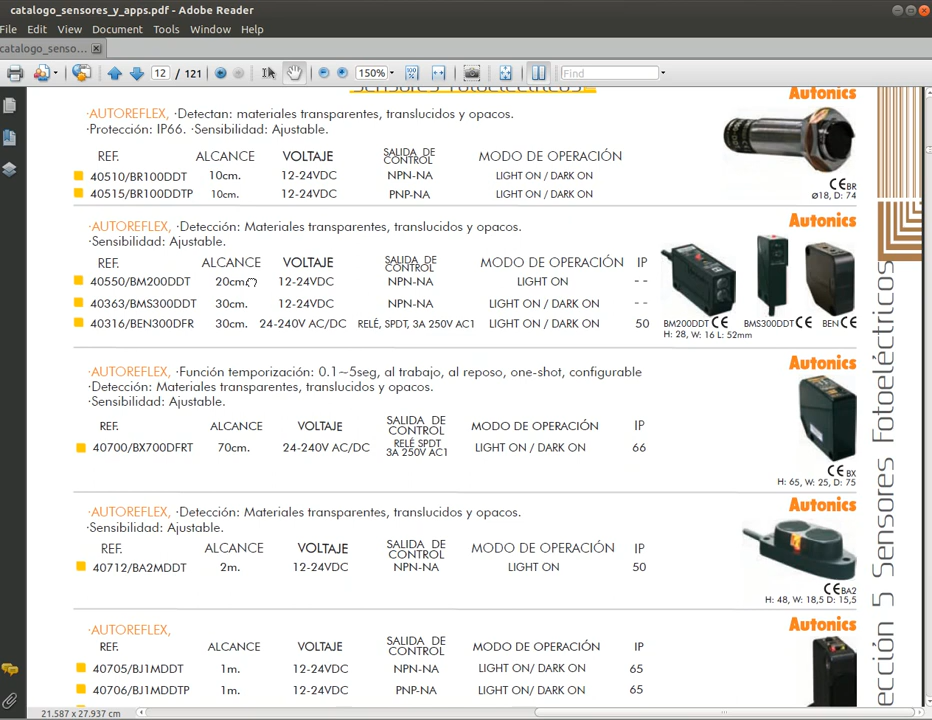 catalogo_sensores_y_apps.pdf - Adobe Reader
File Edit View Document Tools Window Help
catalogo_senso...
12 / 121 150% Find
Sensores Fotoeléctricos
Autonics
·AUTOREFLEX, ·Detectan: materiales transparentes, translucidos y opacos.
·Protección: IP66. ·Sensibilidad: Ajustable.
REF. ALCANCE VOLTAJE SALIDA DE CONTROL MODO DE OPERACIÓN
40510/BR100DDT 10cm. 12-24VDC NPN-NA LIGHT ON / DARK ON
40515/BR100DDTP 10cm. 12-24VDC PNP-NA LIGHT ON / DARK ON
CE BR
ø18, D: 74
Autonics
·AUTOREFLEX, ·Detección: Materiales transparentes, translucidos y opacos.
·Sensibilidad: Ajustable.
REF. ALCANCE VOLTAJE SALIDA DE CONTROL MODO DE OPERACIÓN IP
40550/BM200DDT 20cm. 12-24VDC NPN-NA LIGHT ON - -
40363/BMS300DDT 30cm. 12-24VDC NPN-NA LIGHT ON / DARK ON - -
40316/BEN300DFR 30cm. 24-240V AC/DC RELÉ, SPDT, 3A 250V AC1 LIGHT ON / DARK ON 50
BM200DDT CE BMS300DDT CE BEN CE
H: 28, W: 16 L: 52mm
Autonics
·AUTOREFLEX, ·Función temporización: 0.1~5seg, al trabajo, al reposo, one-shot, configurable
·Detección: Materiales transparentes, translucidos y opacos.
·Sensibilidad: Ajustable.
REF. ALCANCE VOLTAJE SALIDA DE CONTROL MODO DE OPERACIÓN IP
40700/BX700DFRT 70cm. 24-240V AC/DC RELÉ SPDT 3A 250V AC1 LIGHT ON / DARK ON 66
CE BX
H: 65, W: 25, D: 75
Autonics
·AUTOREFLEX, ·Detección: Materiales transparentes, translucidos y opacos.
·Sensibilidad: Ajustable.
REF. ALCANCE VOLTAJE SALIDA DE CONTROL MODO DE OPERACIÓN IP
40712/BA2MDDT 2m. 12-24VDC NPN-NA LIGHT ON 50
CE BA2
H: 48, W: 18,5 D: 15,5
Autonics
·AUTOREFLEX,
REF. ALCANCE VOLTAJE SALIDA DE CONTROL MODO DE OPERACIÓN IP
40705/BJ1MDDT 1m. 12-24VDC NPN-NA LIGHT ON/ DARK ON 65
40706/BJ1MDDTP 1m. 12-24VDC PNP-NA LIGHT ON/ DARK ON 65
ección 5 Sensores Fotoeléctricos
21.587 x 27.937 cm